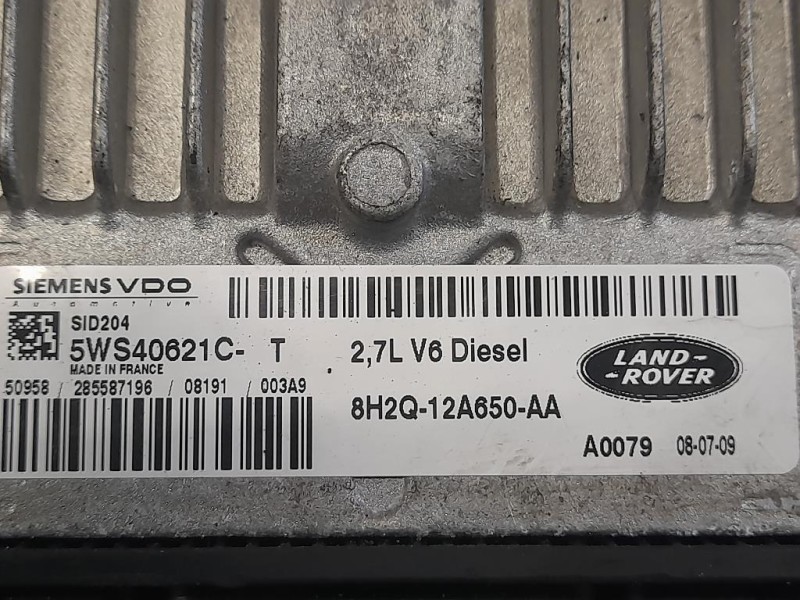 SIEMENS VDO
Automotive
SID204
5WS40621C- T
MADE IN FRANCE
50958 / 285587196 / 08191 / 003A9
2,7L V6 Diesel
8H2Q-12A650-AA
LAND-
-ROVER
A0079 08-07-09